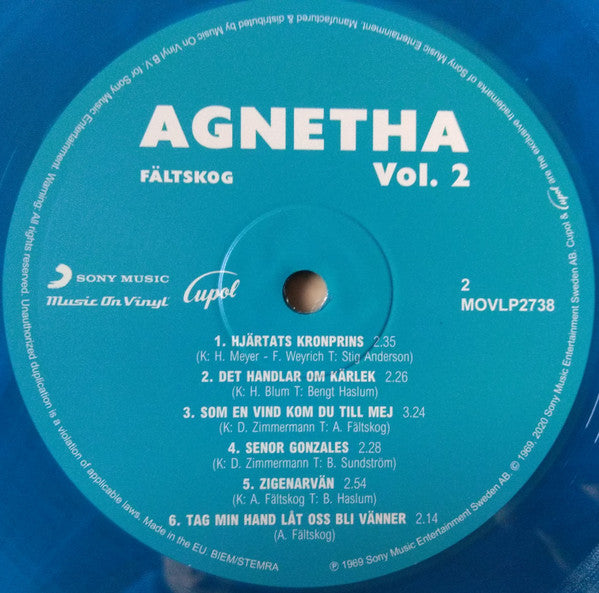 AGNETHA
FÄLTSKOG
Vol. 2
SONY MUSIC
Music On Vinyl
Cupol
2
MOVLP2738
1. HJÄRTATS KRONPRINS 2.35
(K: H. Meyer - F. Weyrich T: Stig Anderson)
2. DET HANDLAR OM KÄRLEK 2.26
(K: H. Blum T: Bengt Haslum)
3. SOM EN VIND KOM DU TILL MEJ 3.24
(K: D. Zimmermann T: A. Fältskog)
4. SENOR GONZALES 2.28
(K: D. Zimmermann T: B. Sundström)
5. ZIGENARVÄN 2.54
(K: A. Fältskog T: B. Haslum)
6. TAG MIN HAND LÅT OSS BLI VÄNNER 2.14
(A. Fältskog)
℗ 1969 Sony Music Entertainment Sweden AB. © 1969, 2020 Sony Music Entertainment Sweden AB. Cupol & Cupol are the exclusive trademarks of Sony Music Entertainment. Manufactured & distributed by Music On Vinyl B.V. for Sony Music Entertainment. Warning: All rights reserved. Unauthorized duplication is a violation of applicable laws. Made in the EU. BIEM/STEMRA